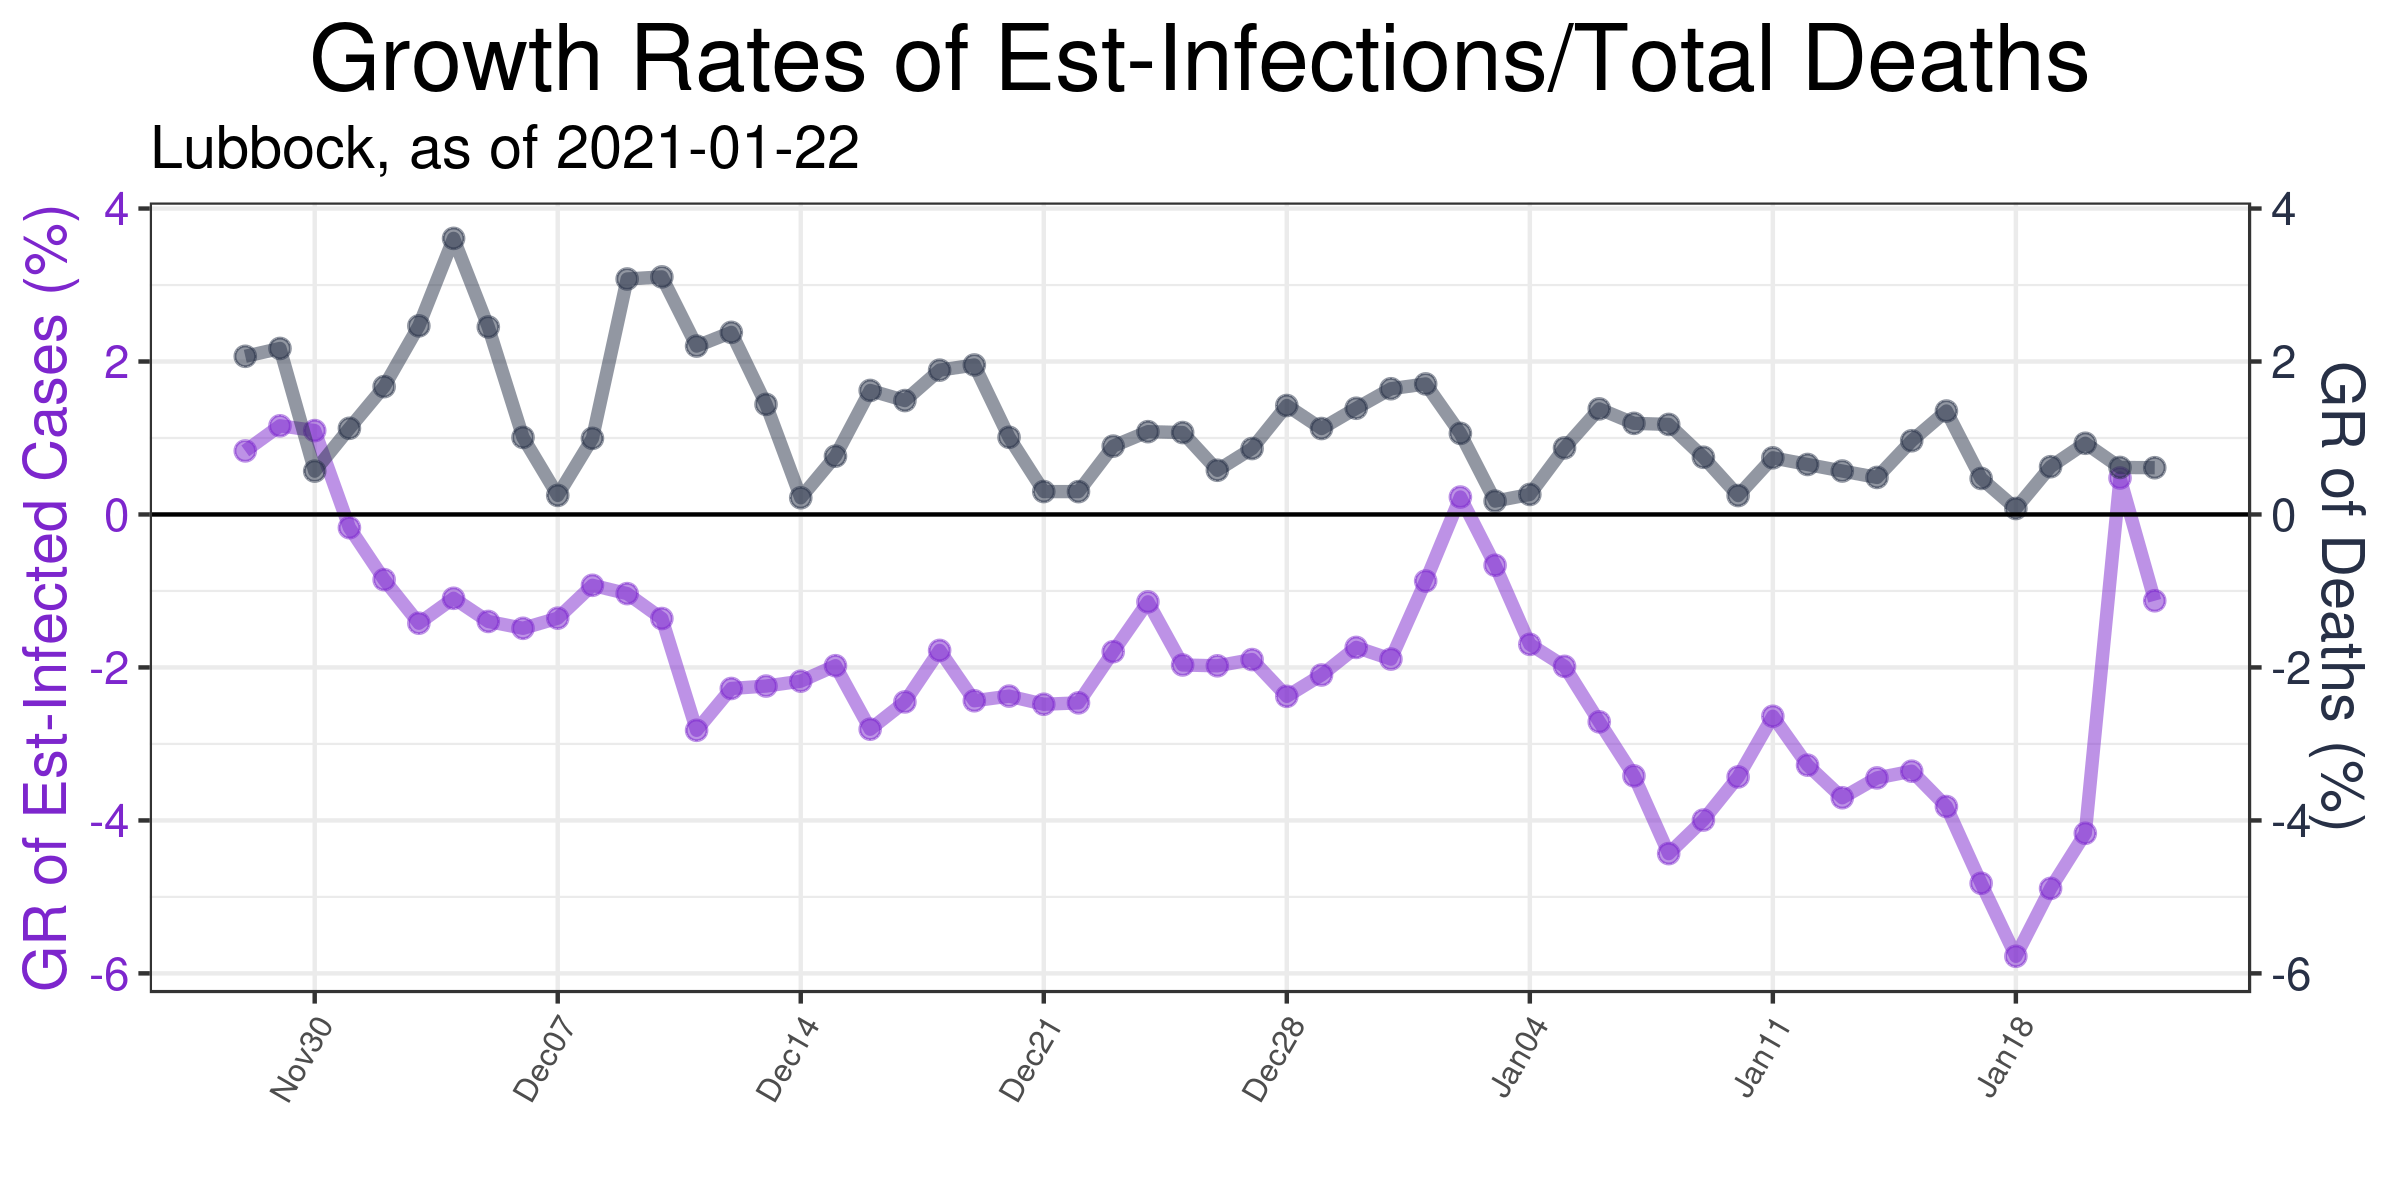 Growth Rates of Est-Infections/Total Deaths
Lubbock, as of 2021-01-22
GR of Est-Infected Cases (%)
4
2
0
-2
-4
-6
4
2
0
-2
-4
-6
GR of Deaths (%)
Nov30
Dec07
Dec14
Dec21
Dec28
Jan04
Jan11
Jan18